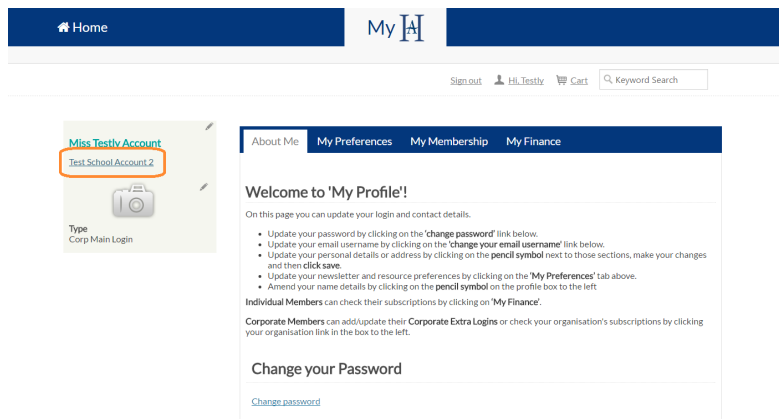 Home
My HA
Sign out Hi, Testly Cart Keyword Search
Miss Testly Account
Test School Account 2
Type
Corp Main Login
About Me My Preferences My Membership My Finance
Welcome to 'My Profile'!
On this page you can update your login and contact details.
Update your password by clicking on the 'change password' link below.
Update your email username by clicking on the 'change your email username' link below.
Update your personal details or address by clicking on the pencil symbol next to those sections, make your changes
and then click save.
Update your newsletter and resource preferences by clicking on the 'My Preferences' tab above.
Amend your name details by clicking on the pencil symbol on the profile box to the left
Individual Members can check their subscriptions by clicking on 'My Finance'.
Corporate Members can add/update their Corporate Extra Logins or check your organisation's subscriptions by clicking
your organisation link in the box to the left.
Change your Password
Change password